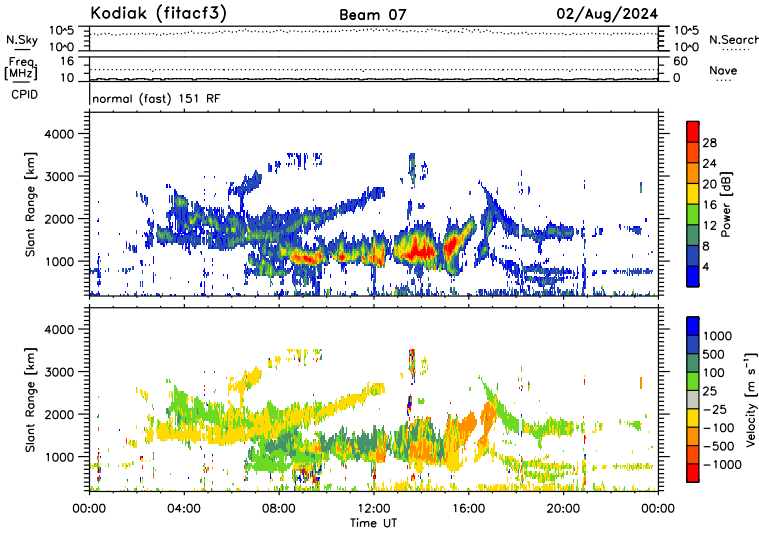 Kodiak (fitacf3)
Beam 07
02/Aug/2024
N.Sky
10^5
10^0
10^5
10^0
N.Search
Freq.
[MHz]
16
10
60
0
Nave
CPID
normal (fast) 151 RF
Slant Range [km]
4000
3000
2000
1000
28
24
20
16
12
8
4
Power [dB]
Slant Range [km]
4000
3000
2000
1000
1000
500
100
25
-25
-100
-500
-1000
Velocity [m s⁻¹]
00:00
04:00
08:00
12:00
16:00
20:00
00:00
Time UT